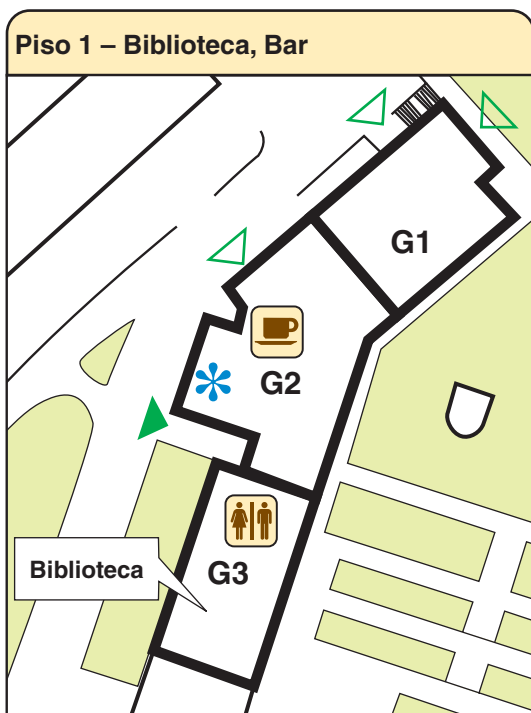 Piso 1 – Biblioteca, Bar
G1
G2
G3
Biblioteca